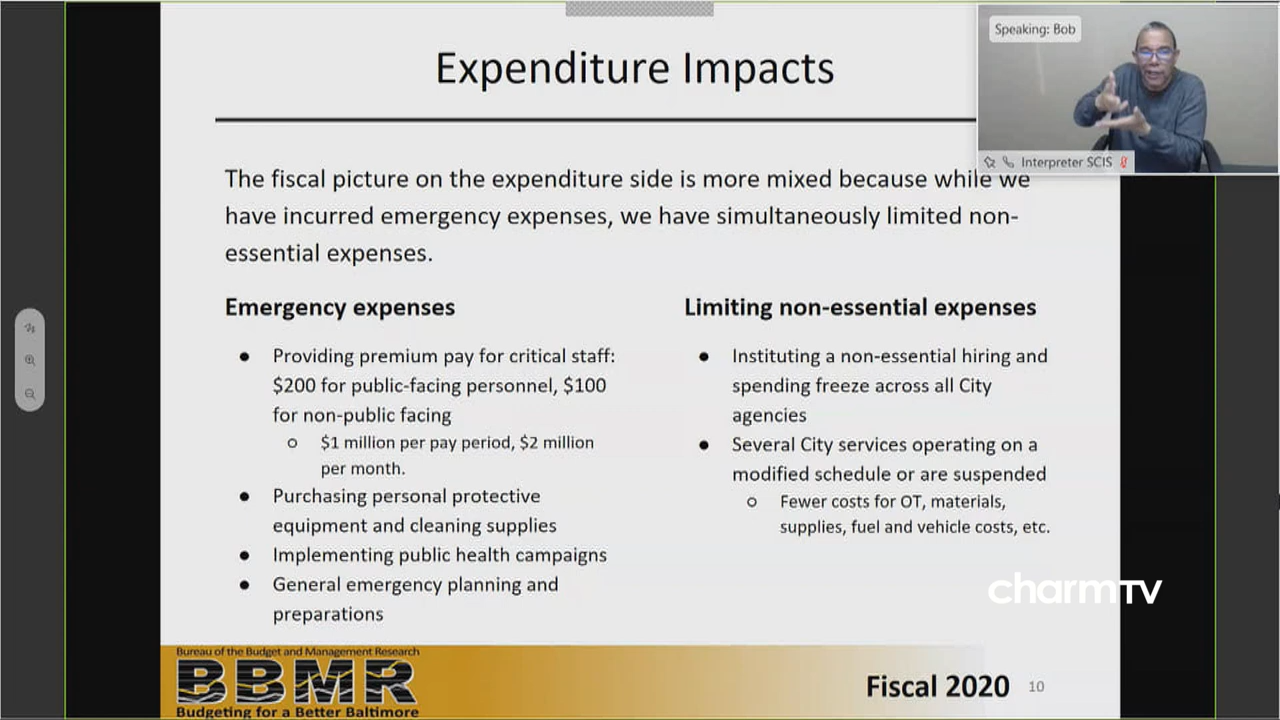 Expenditure Impacts
Speaking: Bob
Interpreter SCIS
The fiscal picture on the expenditure side is more mixed because while we
have incurred emergency expenses, we have simultaneously limited non-
essential expenses.
Emergency expenses
● Providing premium pay for critical staff:
$200 for public-facing personnel, $100
for non-public facing
○ $1 million per pay period, $2 million
per month.
● Purchasing personal protective
equipment and cleaning supplies
● Implementing public health campaigns
● General emergency planning and
preparations
Limiting non-essential expenses
● Instituting a non-essential hiring and
spending freeze across all City
agencies
● Several City services operating on a
modified schedule or are suspended
○ Fewer costs for OT, materials,
supplies, fuel and vehicle costs, etc.
charmTV
Bureau of the Budget and Management Research
BBMR
Budgeting for a Better Baltimore
Fiscal 2020
10